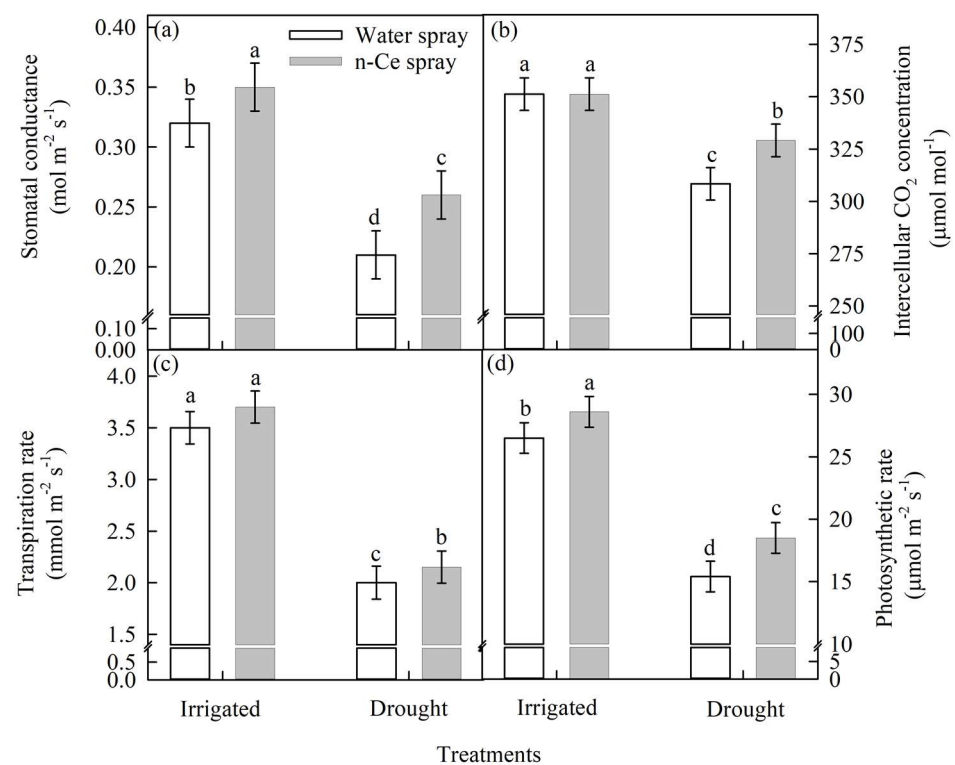 (a)
Water spray
n-Ce spray
Stomatal conductance
(mol m⁻² s⁻¹)
0.40
0.35
0.30
0.25
0.20
0.10
0.00
b
a
d
c
(b)
Intercellular CO₂ concentration
(µmol mol⁻¹)
375
350
325
300
275
250
100
0
a
a
c
b
(c)
Transpiration rate
(mmol m⁻² s⁻¹)
4.0
3.5
3.0
2.5
2.0
1.5
0.5
0.0
a
a
c
b
(d)
Photosynthetic rate
(µmol m⁻² s⁻¹)
30
25
20
15
10
5
0
b
a
d
c
Irrigated Drought Irrigated Drought
Treatments